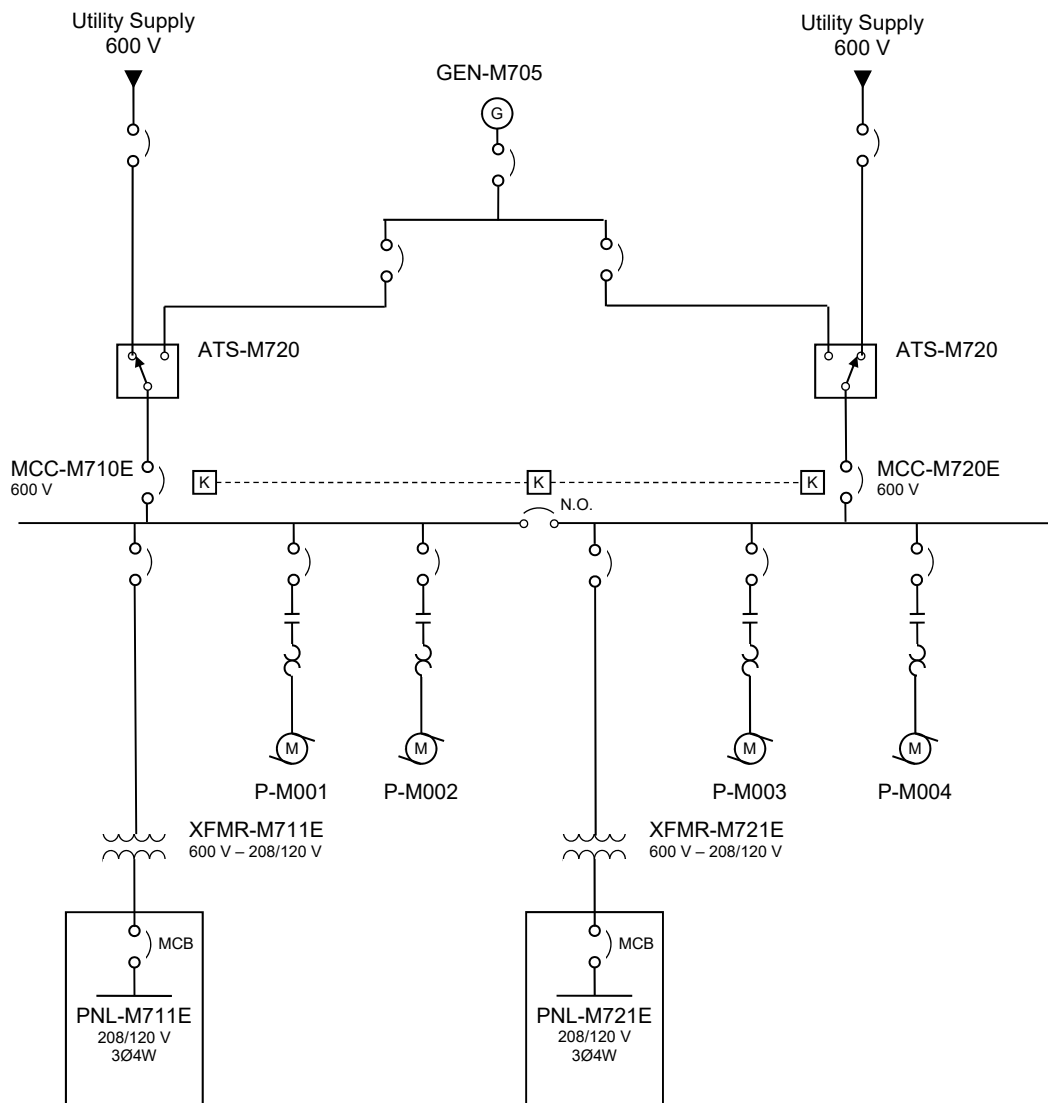 Utility Supply
600 V
Utility Supply
600 V
GEN-M705
G
ATS-M720
ATS-M720
MCC-M710E
600 V
K
K
K
MCC-M720E
600 V
N.O.
M
M
M
M
P-M001
P-M002
P-M003
P-M004
XFMR-M711E
600 V – 208/120 V
XFMR-M721E
600 V – 208/120 V
MCB
MCB
PNL-M711E
208/120 V
3Ø4W
PNL-M721E
208/120 V
3Ø4W